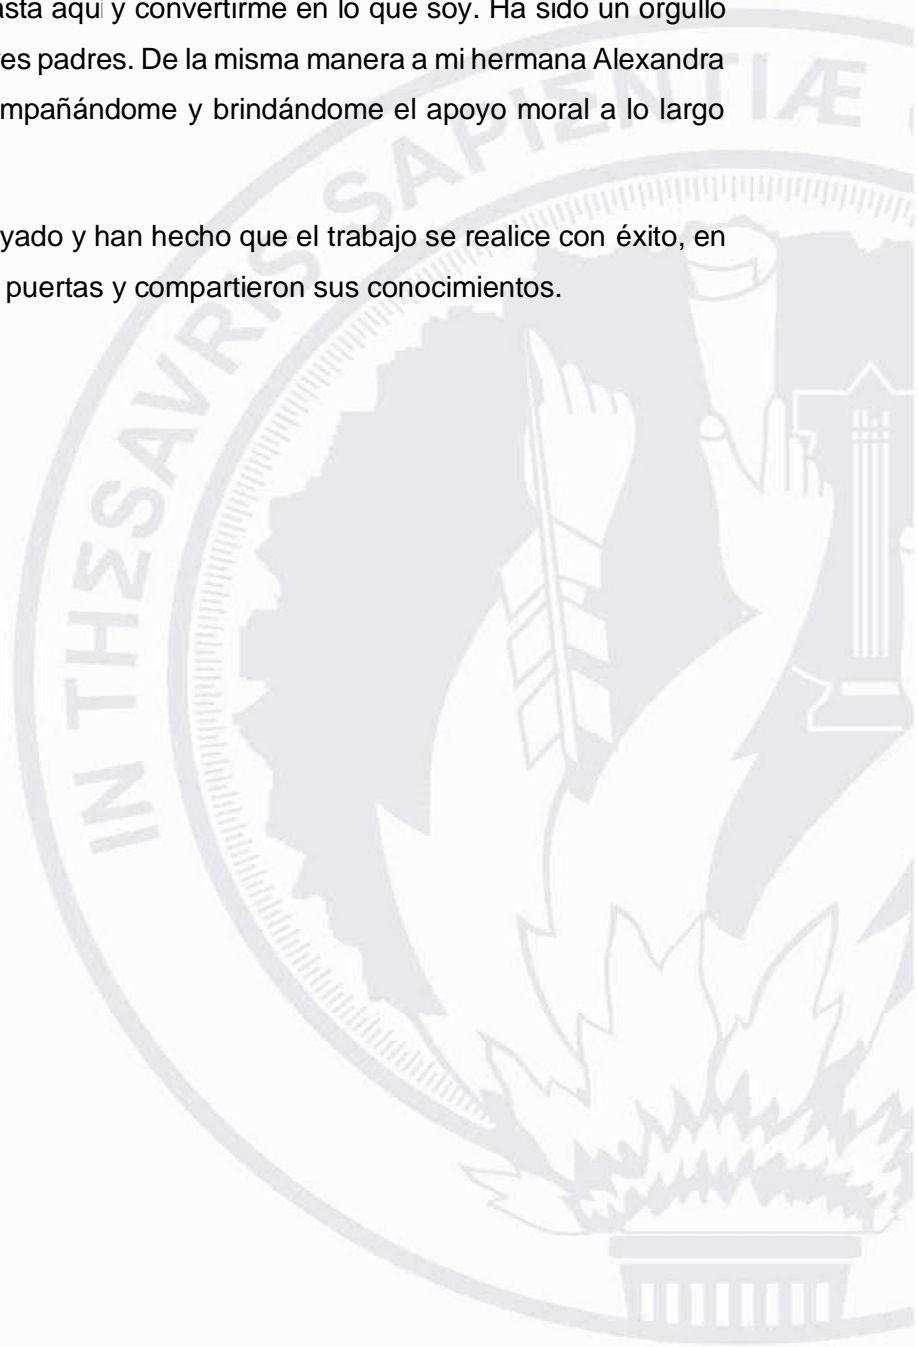 asta aquí y convertirme en lo que soy. Ha sido un orgullo
res padres. De la misma manera a mi hermana Alexandra
mpañándome y brindándome el apoyo moral a lo largo
yado y han hecho que el trabajo se realice con éxito, en
puertas y compartieron sus conocimientos.
IN THΣSAVRIS SAPIENTIÆ